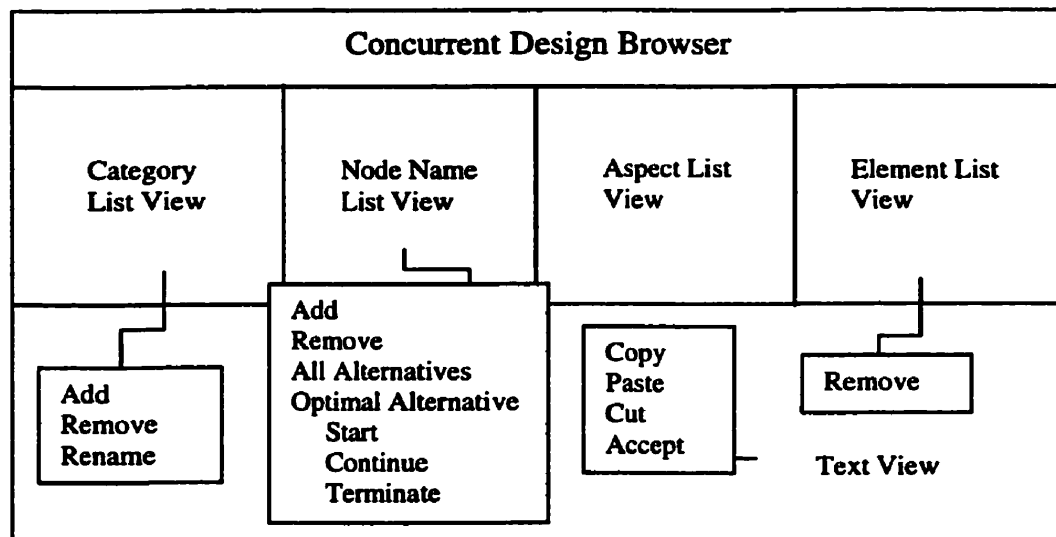 Concurrent Design Browser
Category
List View
Node Name
List View
Aspect List
View
Element List
View
Add
Remove
Rename
Add
Remove
All Alternatives
Optimal Alternative
Start
Continue
Terminate
Copy
Paste
Cut
Accept
Remove
Text View